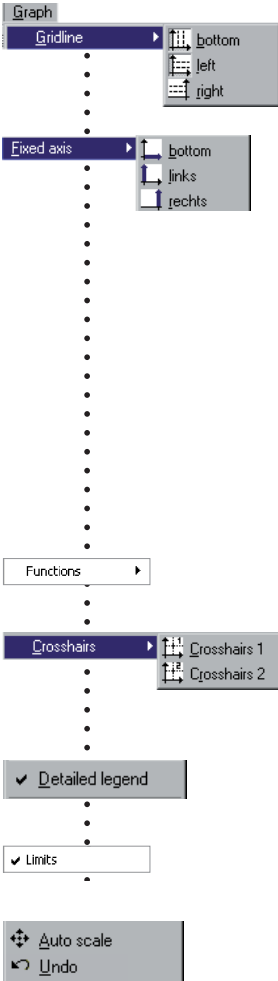 Graph
Gridline
bottom
left
right
Fixed axis
bottom
links
rechts
Functions
Crosshairs
Crosshairs 1
Crosshairs 2
Detailed legend
Limits
Auto scale
Undo